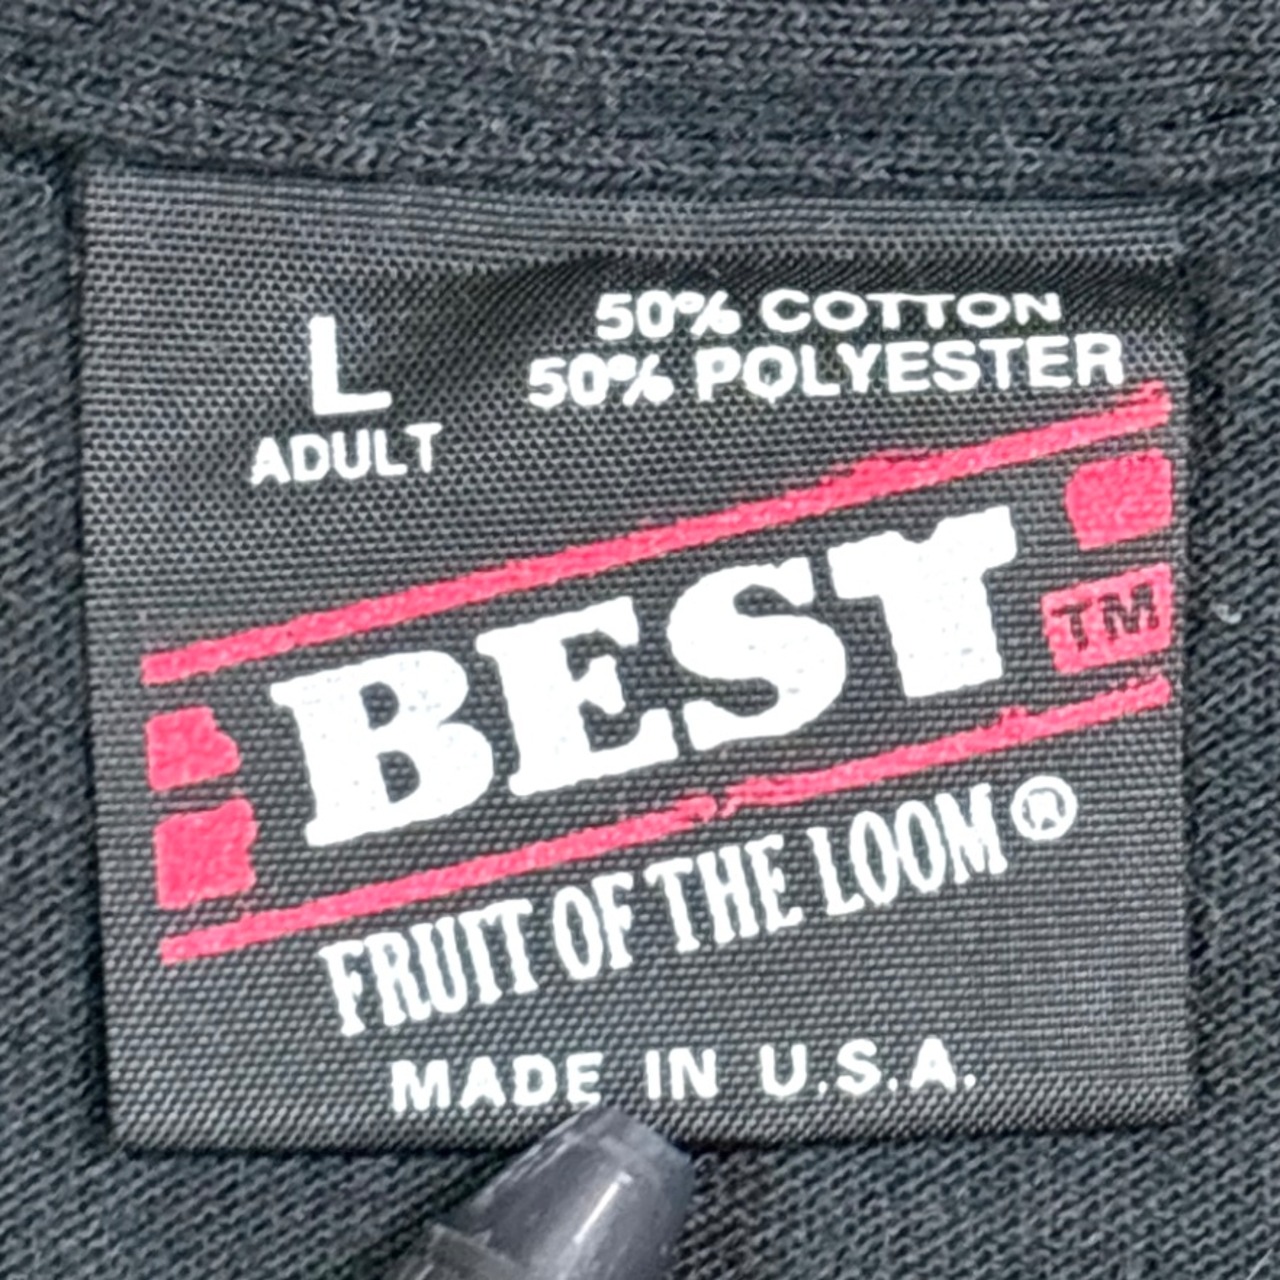 L
ADULT
50% COTTON
50% POLYESTER
BEST
TM
FRUIT OF THE LOOM®
MADE IN U.S.A.